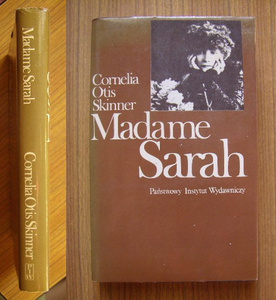 Madame Sarah
Cornelia Otis Skinner
Cornelia
Otis
Skinner
Madame
Sarah
Państwowy Instytut Wydawniczy